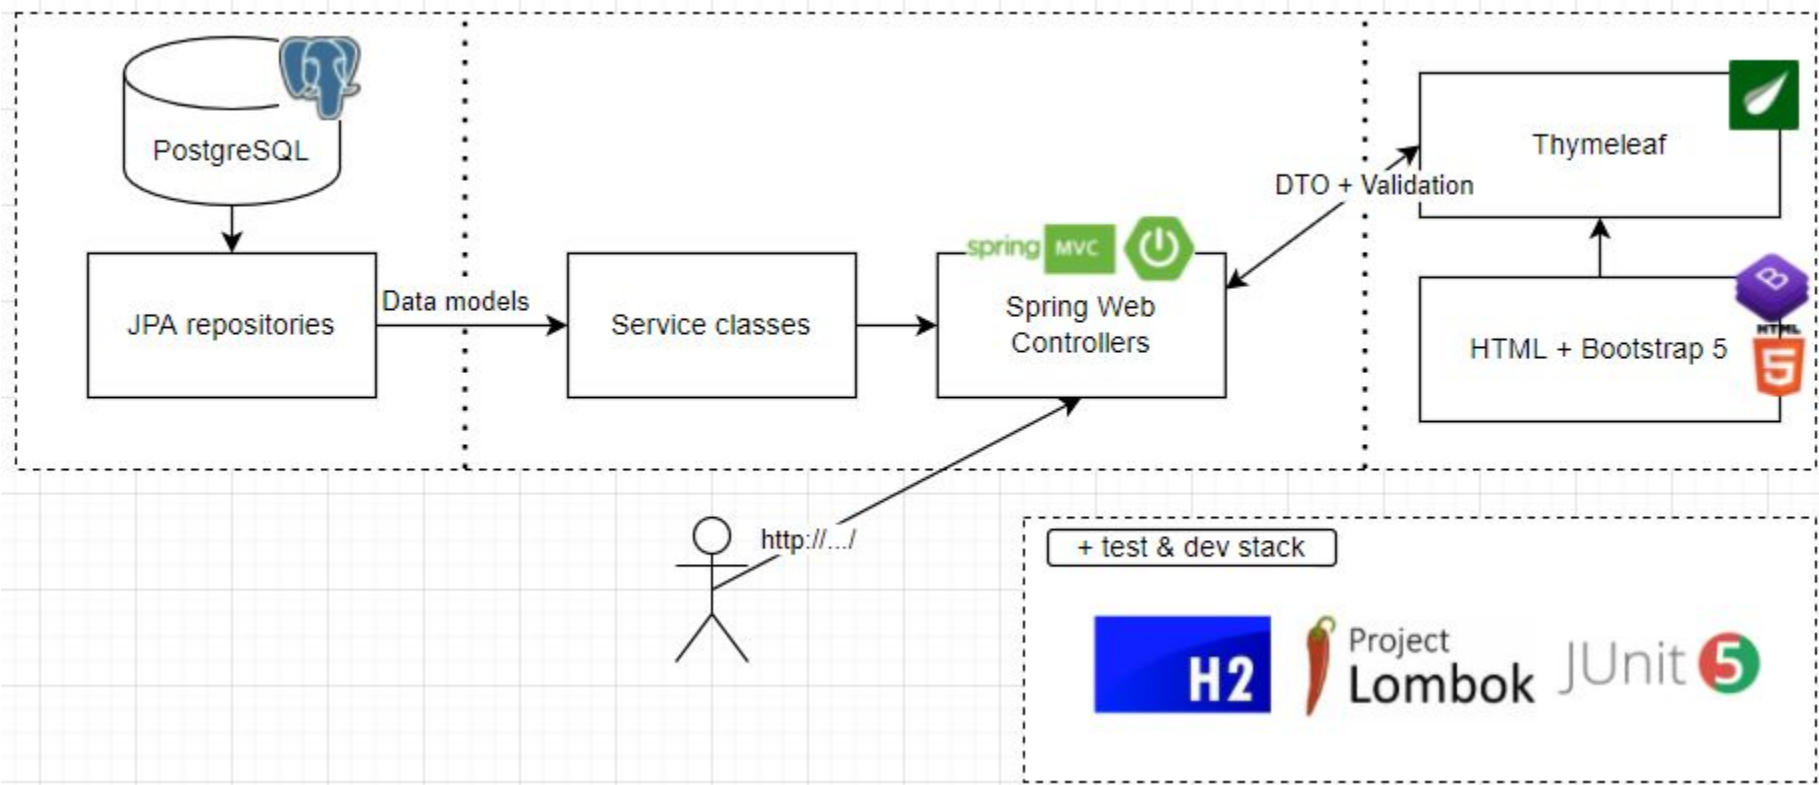 PostgreSQL
JPA repositories
Data models
Service classes
spring MVC
Spring Web
Controllers
DTO + Validation
Thymeleaf
B
HTML
5
HTML + Bootstrap 5
http://.../
+ test & dev stack
H2
Project
Lombok
JUnit 5